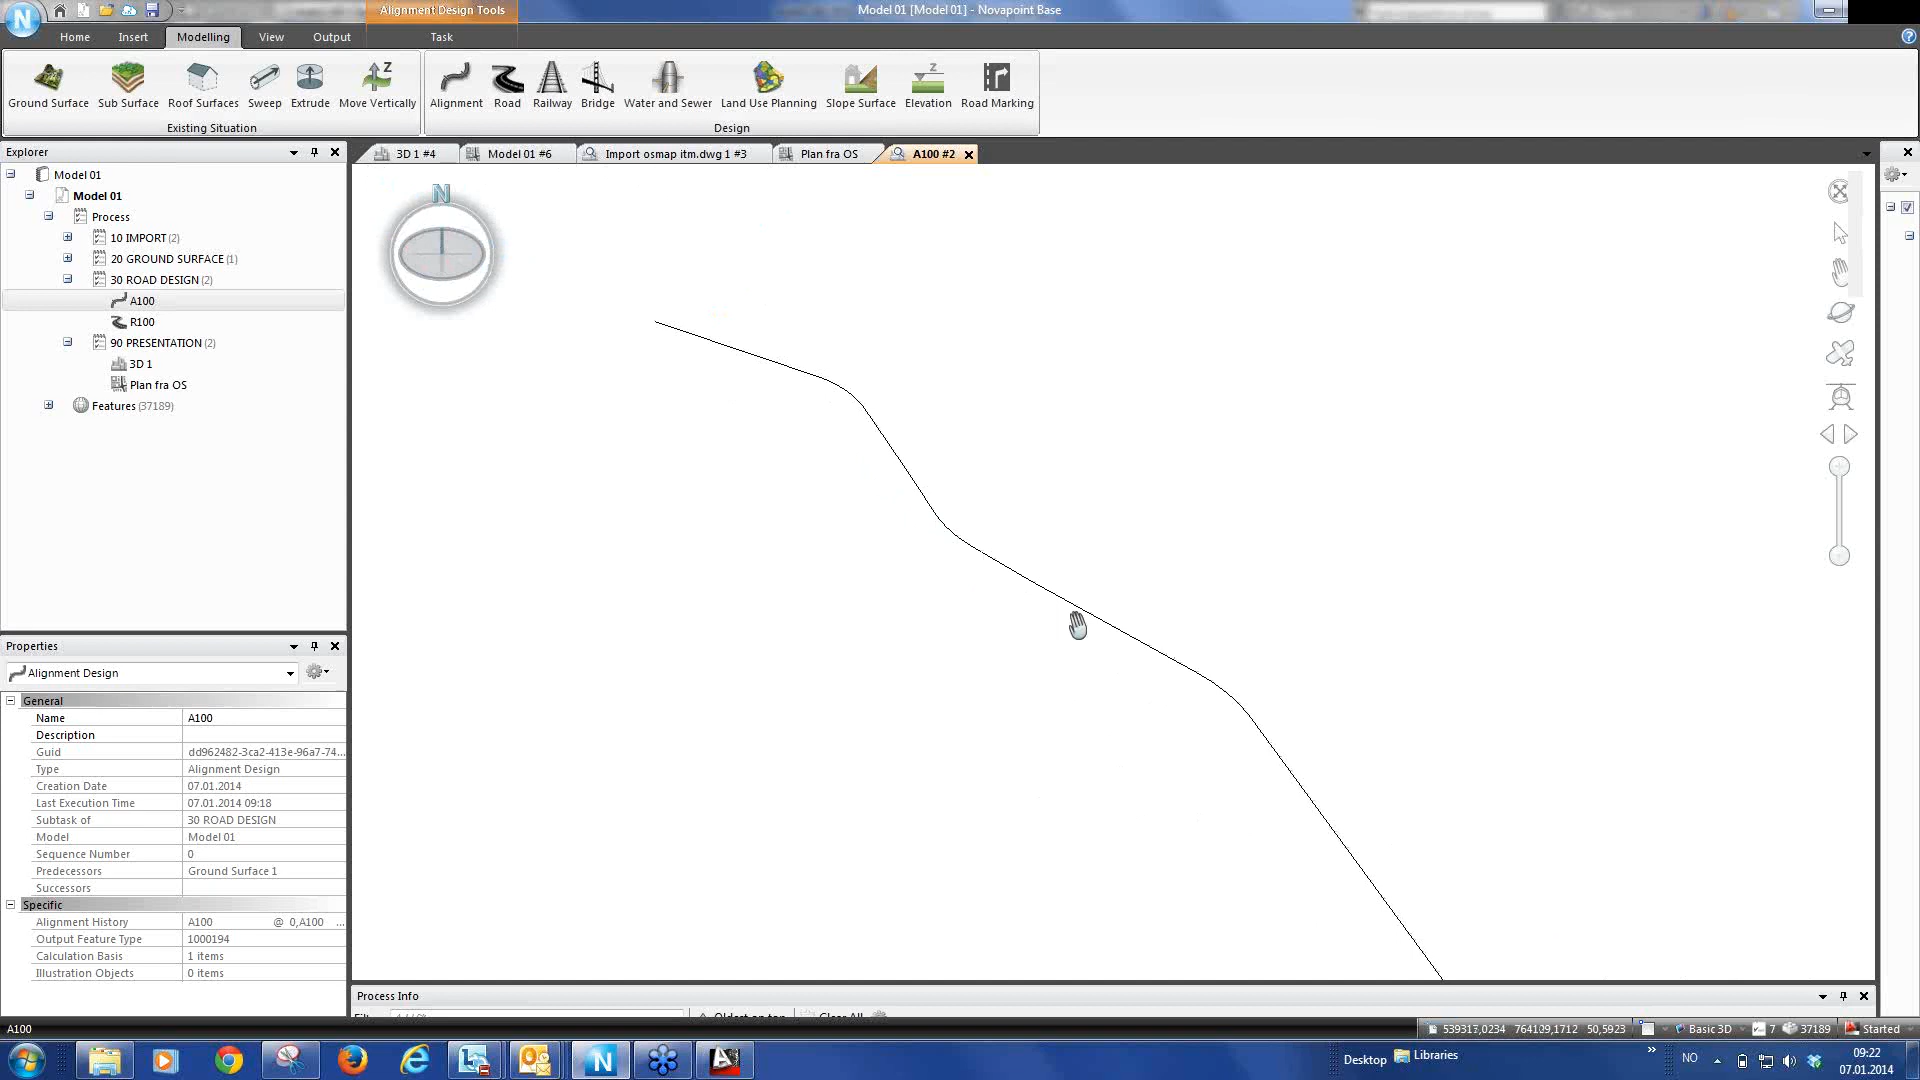 Alignment Design Tools
Model 01 [Model 01] - Novapoint Base
Home Insert Modelling View Output Task
Ground Surface Sub Surface Roof Surfaces Sweep Extrude Move Vertically Alignment Road Railway Bridge Water and Sewer Land Use Planning Slope Surface Elevation Road Marking
Existing Situation Design
Explorer
3D 1 #4 Model 01 #6 Import osmap itm.dwg 1 #3 Plan fra OS A100 #2
Model 01
Model 01
Process
10 IMPORT (2)
20 GROUND SURFACE (1)
30 ROAD DESIGN (2)
A100
R100
90 PRESENTATION (2)
3D 1
Plan fra OS
Features (37189)
N
Properties
Alignment Design
General
Name A100
Description
Guid dd962482-3ca2-413e-96a7-74...
Type Alignment Design
Creation Date 07.01.2014
Last Execution Time 07.01.2014 09:18
Subtask of 30 ROAD DESIGN
Model Model 01
Sequence Number 0
Predecessors Ground Surface 1
Successors
Specific
Alignment History A100 @ 0,A100 ...
Output Feature Type 1000194
Calculation Basis 1 items
Illustration Objects 0 items
Process Info
Oldest on top Clear All
A100 539317,0234 764109,1712 50,5923 Basic 3D 7 37189 Started
Desktop Libraries NO 09:22
07.01.2014